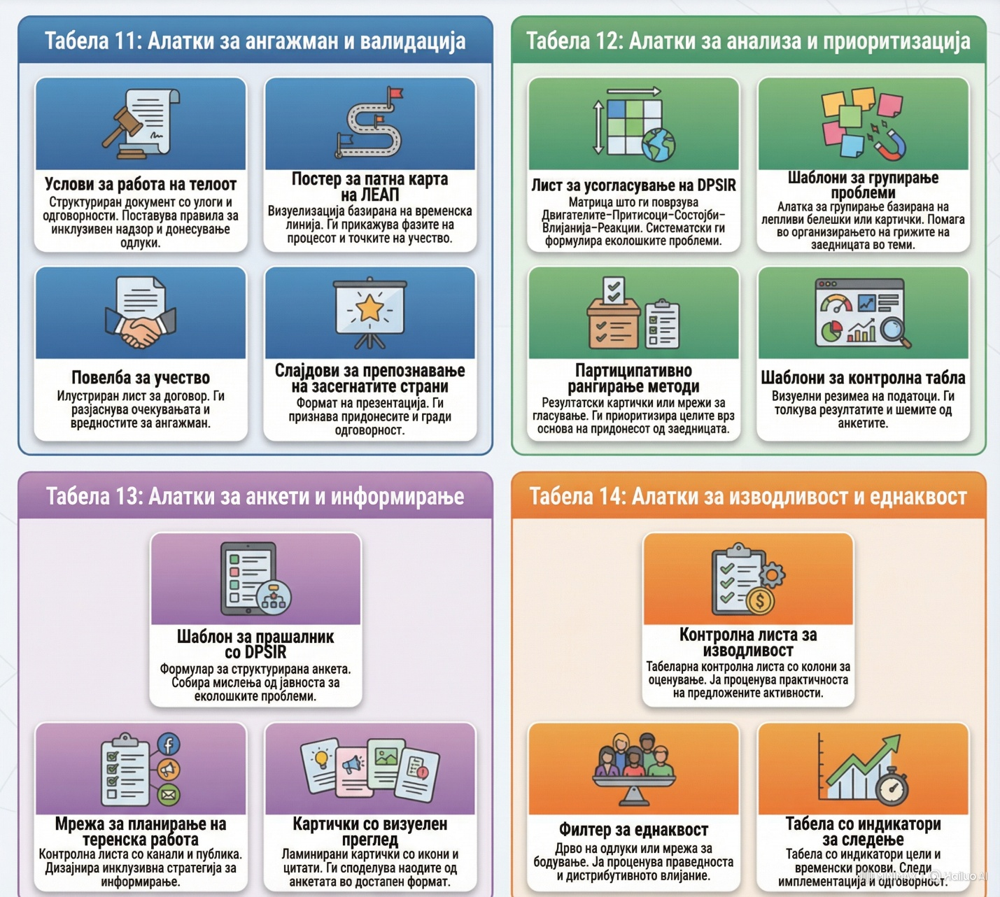 Табела 11: Алатки за ангажман и валидација
Услови за работа на телоот
Структуриран документ со улоги и
одговорности. Поставува правила за
инклузивен надзор и донесување
одлуки.
Постер за патна карта
на ЛЕАП
Визуелизација базирана на временска
линија. Ги прикажува фазите на
процесот и точките на учество.
Повелба за учество
Илустриран лист за договор. Ги
разјаснува очекувањата и
вредностите за ангажман.
Слајдови за препознавање
на засегнатите страни
Формат на презентација. Ги
признава придонесите и гради
одговорност.
Табела 12: Алатки за анализа и приоритизација
Лист за усогласување на DPSIR
Матрица што ги поврзува
Двигателите-Притисоци-Состојби-
Влијанија-Реакции. Систематски ги
формулира еколошките проблеми.
Шаблони за групирање
проблеми
Алатка за групирање базирана на
лепливи белешки или картички. Помага
во организирањето на грижите на
заедницата во теми.
Партиципативно
рангирање методи
Резултатски картички или мрежи за
гласување. Ги приоритизира целите врз
основа на придонесот од заедницата.
Шаблони за контролна табла
Визуелни резимеа на податоци. Ги
толкува резултатите и шемите од
анкетите.
Табела 13: Алатки за анкети и информирање
Шаблон за прашалник
со DPSIR
Формулар за структурирана анкета.
Собира мислења од јавноста за
еколошките проблеми.
Мрежа за планирање на
теренска работа
Контролна листа со канали и публика.
Дизајнира инклузивна стратегија за
информирање.
Картички со визуелен
преглед
Ламинирани картички со икони и
цитати. Ги споделува наодите од
анкетата во достапен формат.
Табела 14: Алатки за изводливост и еднаквост
Контролна листа за
изводливост
Табеларна контролна листа со колони за
оценување. Ја проценува практичноста
на предложените активности.
Филтер за еднаквост
Дрво на одлуки или мрежа за
бодување. Ја проценува праведноста
и дистрибутивното влијание.
Табела со индикатори
за следење
Табела со индикатори цели и
временски рокови. Следи
имплементација и одговорност.
MINIMAX | Hailuo AI